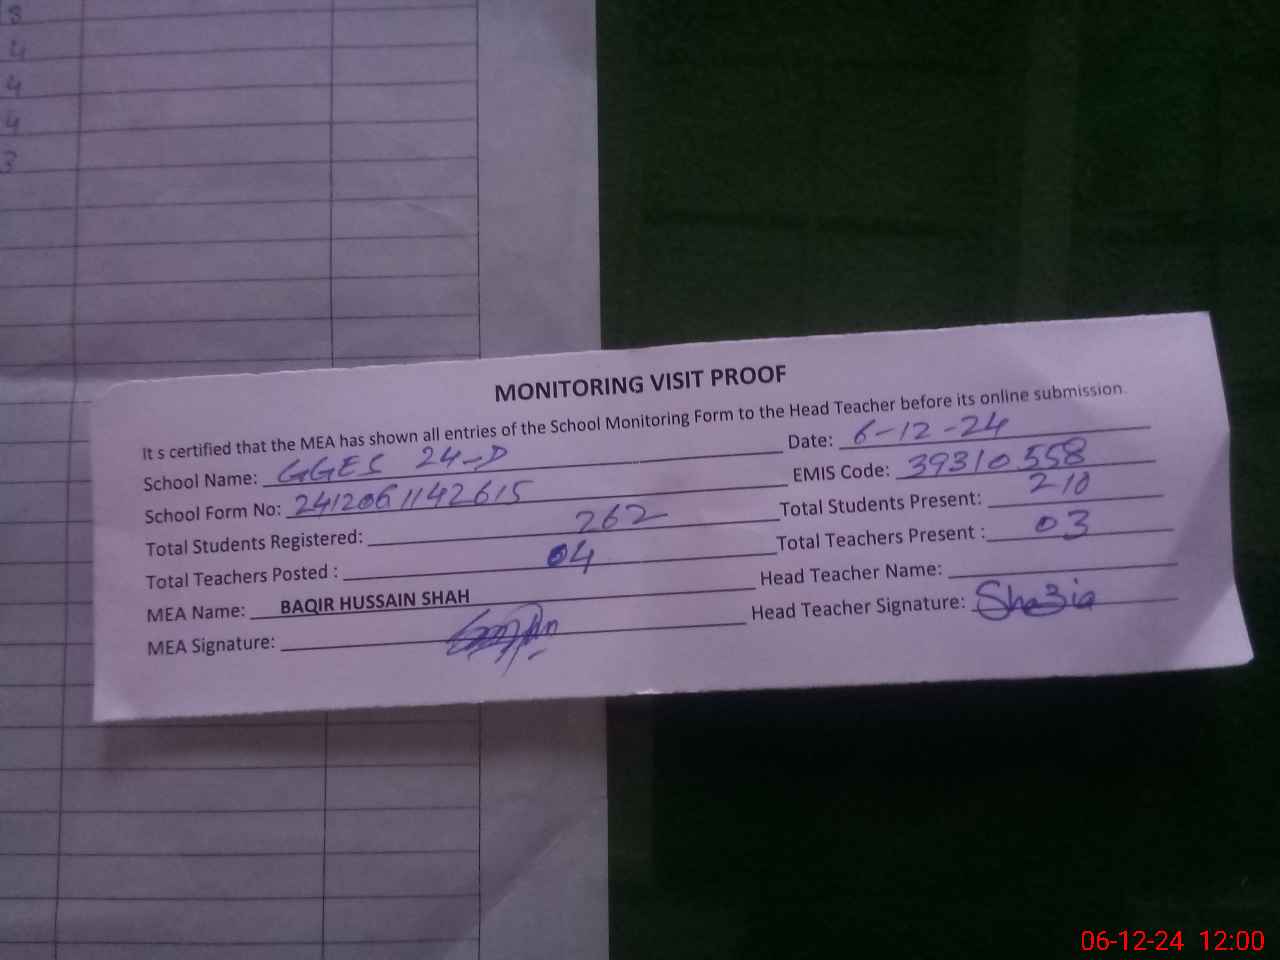 8
4
4
4
3
MONITORING VISIT PROOF
It s certified that the MEA has shown all entries of the School Monitoring Form to the Head Teacher before its online submission.
School Name: GGES 24-D Date: 6-12-24
School Form No: 2412061142615 EMIS Code: 39310558
Total Students Registered: 262 Total Students Present: 210
Total Teachers Posted : 04 Total Teachers Present : 03
MEA Name: BAQIR HUSSAIN SHAH Head Teacher Name:
MEA Signature: Head Teacher Signature: Shazia
06-12-24 12:00